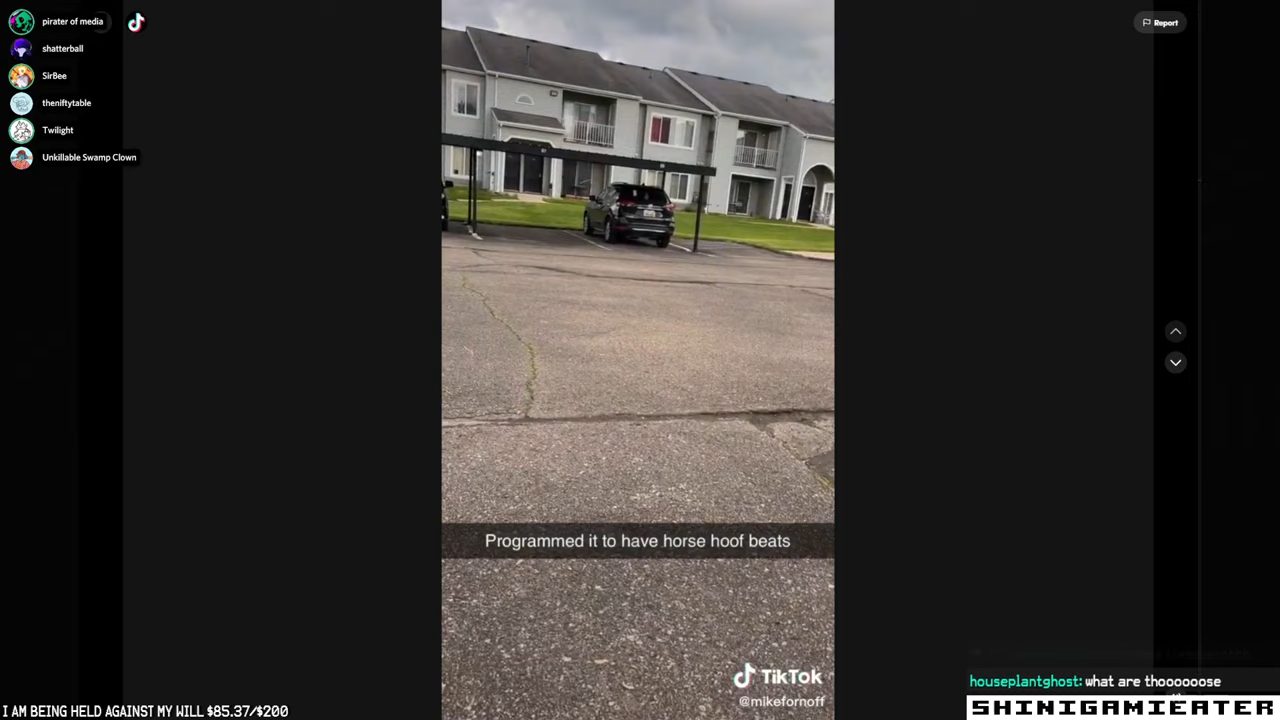 pirater of media
shatterball
SirBee
theniftytable
Twilight
Unkillable Swamp Clown
Report
Programmed it to have horse hoof beats
TikTok
@mikefornoff
houseplantghost: what are thoooooose
I AM BEING HELD AGAINST MY WILL $85.37/$200
SHINIGAMIEATER